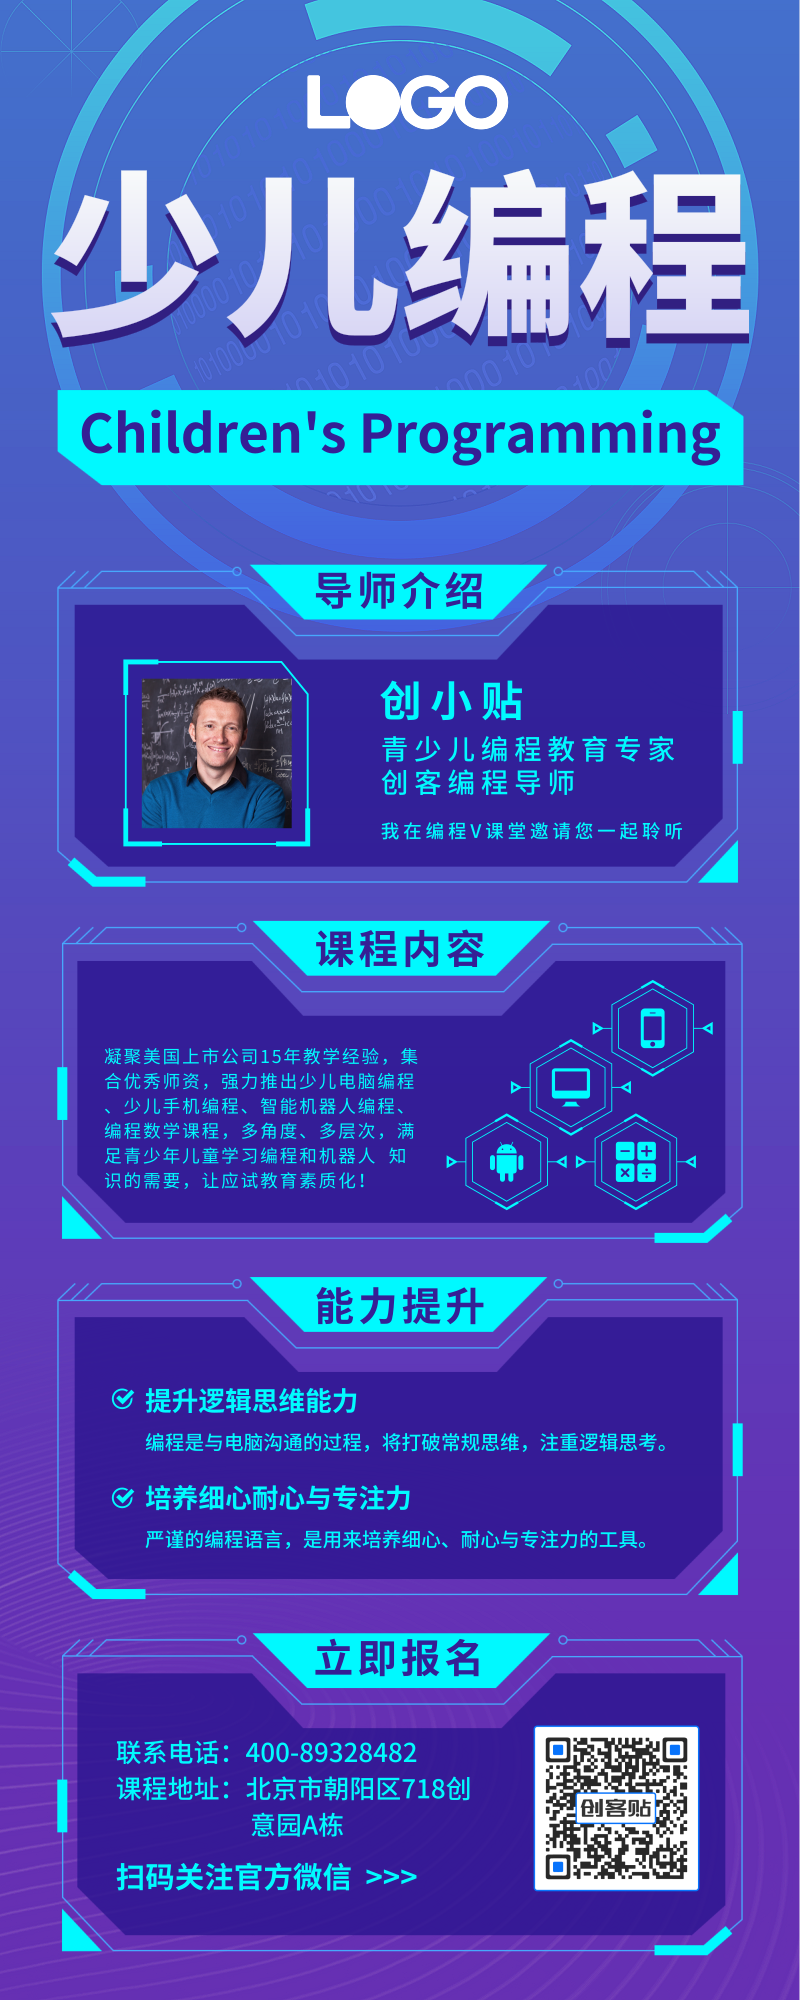 LOGO
少儿编程
Children's Programming
导师介绍
创小贴
青少儿编程教育专家
创客编程导师
我在编程V课堂邀请您一起聆听
课程内容
凝聚美国上市公司15年教学经验，集
合优秀师资，强力推出少儿电脑编程
、少儿手机编程、智能机器人编程、
编程数学课程，多角度、多层次，满
足青少年儿童学习编程和机器人 知
识的需要，让应试教育素质化！
能力提升
提升逻辑思维能力
编程是与电脑沟通的过程，将打破常规思维，注重逻辑思考。
培养细心耐心与专注力
严谨的编程语言，是用来培养细心、耐心与专注力的工具。
立即报名
联系电话：400-89328482
课程地址：北京市朝阳区718创
意园A栋
扫码关注官方微信 >>>
创客贴